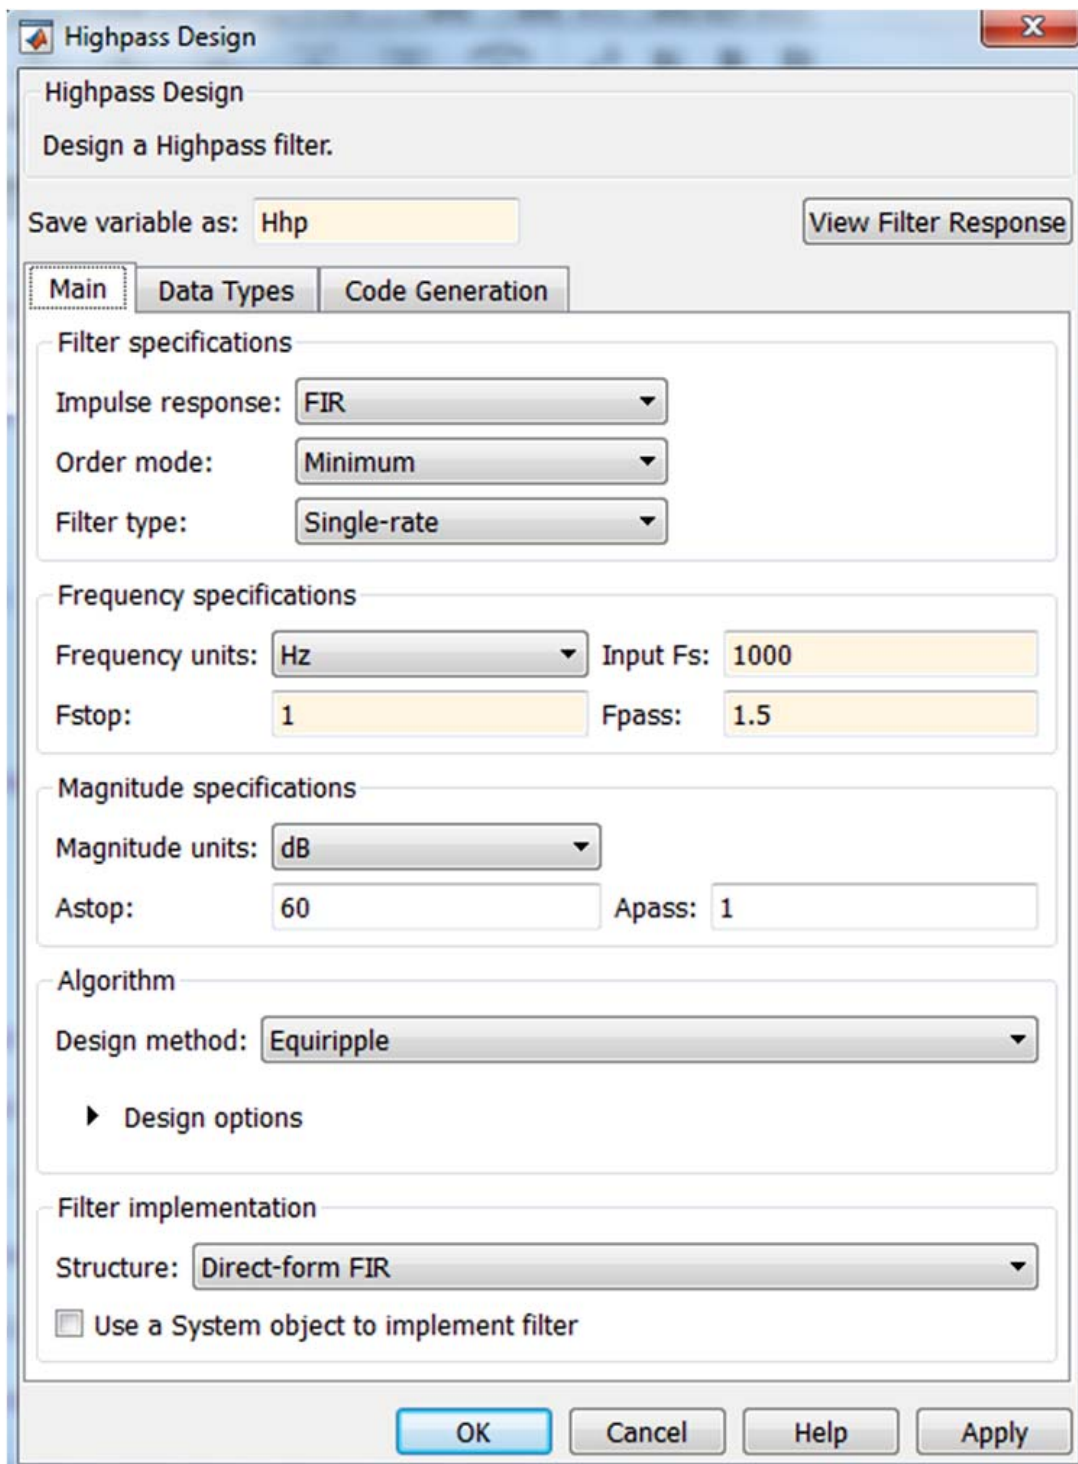 Highpass Design
Highpass Design
Design a Highpass filter.
Save variable as: Hhp View Filter Response
Main Data Types Code Generation
Filter specifications
Impulse response: FIR
Order mode: Minimum
Filter type: Single-rate
Frequency specifications
Frequency units: Hz Input Fs: 1000
Fstop: 1 Fpass: 1.5
Magnitude specifications
Magnitude units: dB
Astop: 60 Apass: 1
Algorithm
Design method: Equiripple
Design options
Filter implementation
Structure: Direct-form FIR
Use a System object to implement filter
OK Cancel Help Apply